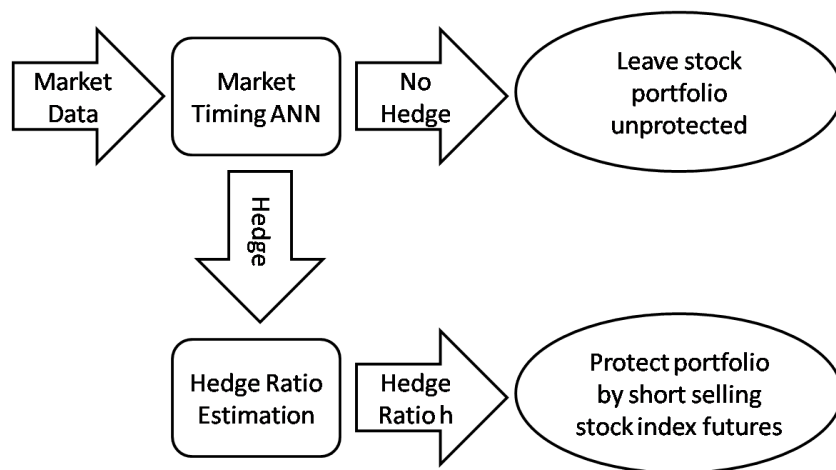 Market
Data
Market
Timing ANN
No
Hedge
Leave stock
portfolio
unprotected
Hedge
Hedge Ratio
Estimation
Hedge
Ratio h
Protect portfolio
by short selling
stock index futures